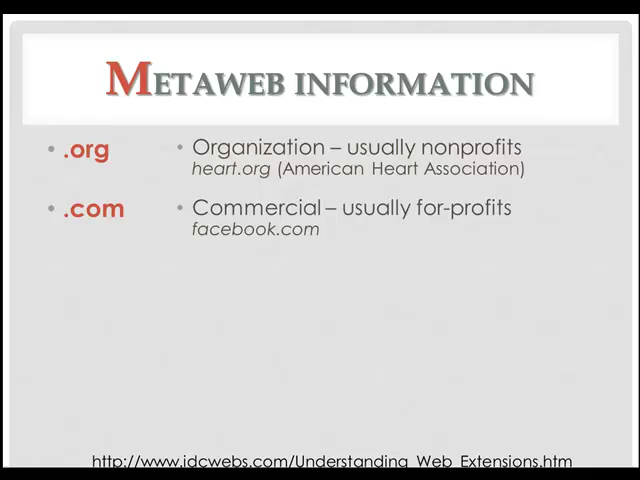 METAWEB INFORMATION
• .org
• Organization – usually nonprofits
heart.org (American Heart Association)
• .com
• Commercial – usually for-profits
facebook.com
http://www.idcwebs.com/Understanding_Web_Extensions.htm